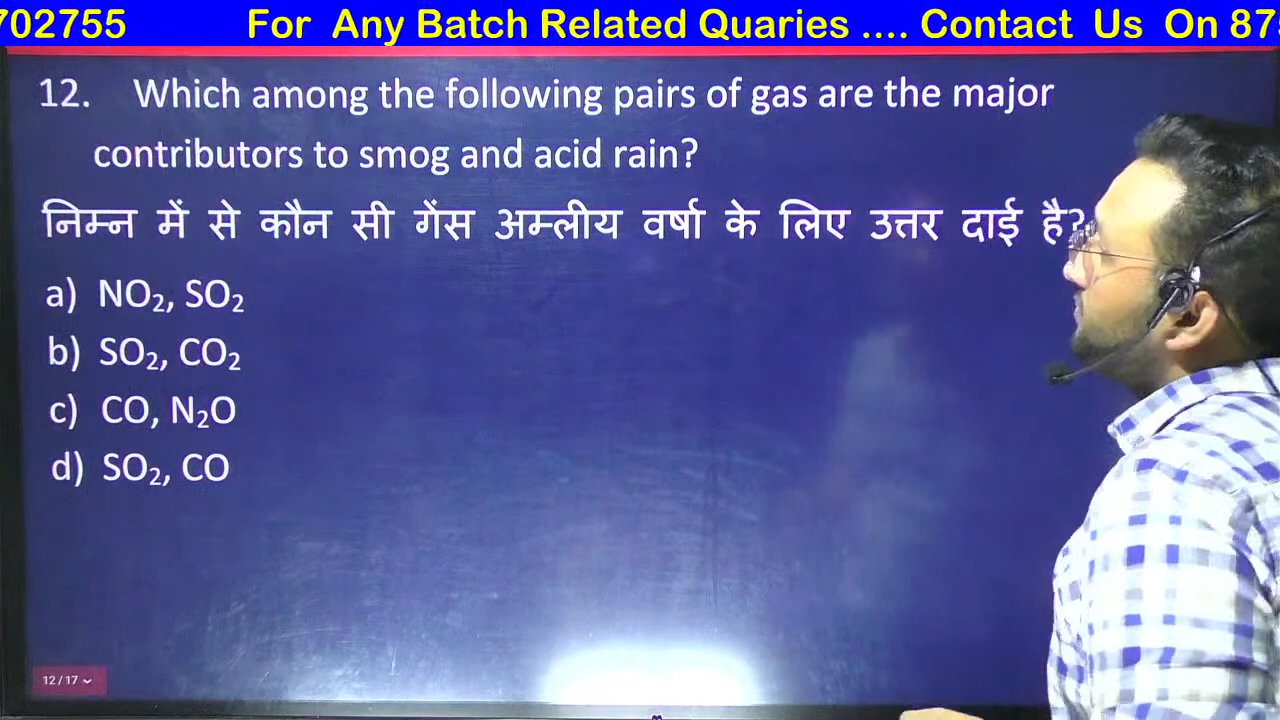 702755 For Any Batch Related Quaries .... Contact Us On 87
12. Which among the following pairs of gas are the major
contributors to smog and acid rain?
निम्न में से कौन सी गेंस अम्लीय वर्षा के लिए उत्तर दाई है?
a) NO₂, SO₂
b) SO₂, CO₂
c) CO, N₂O
d) SO₂, CO
12/17